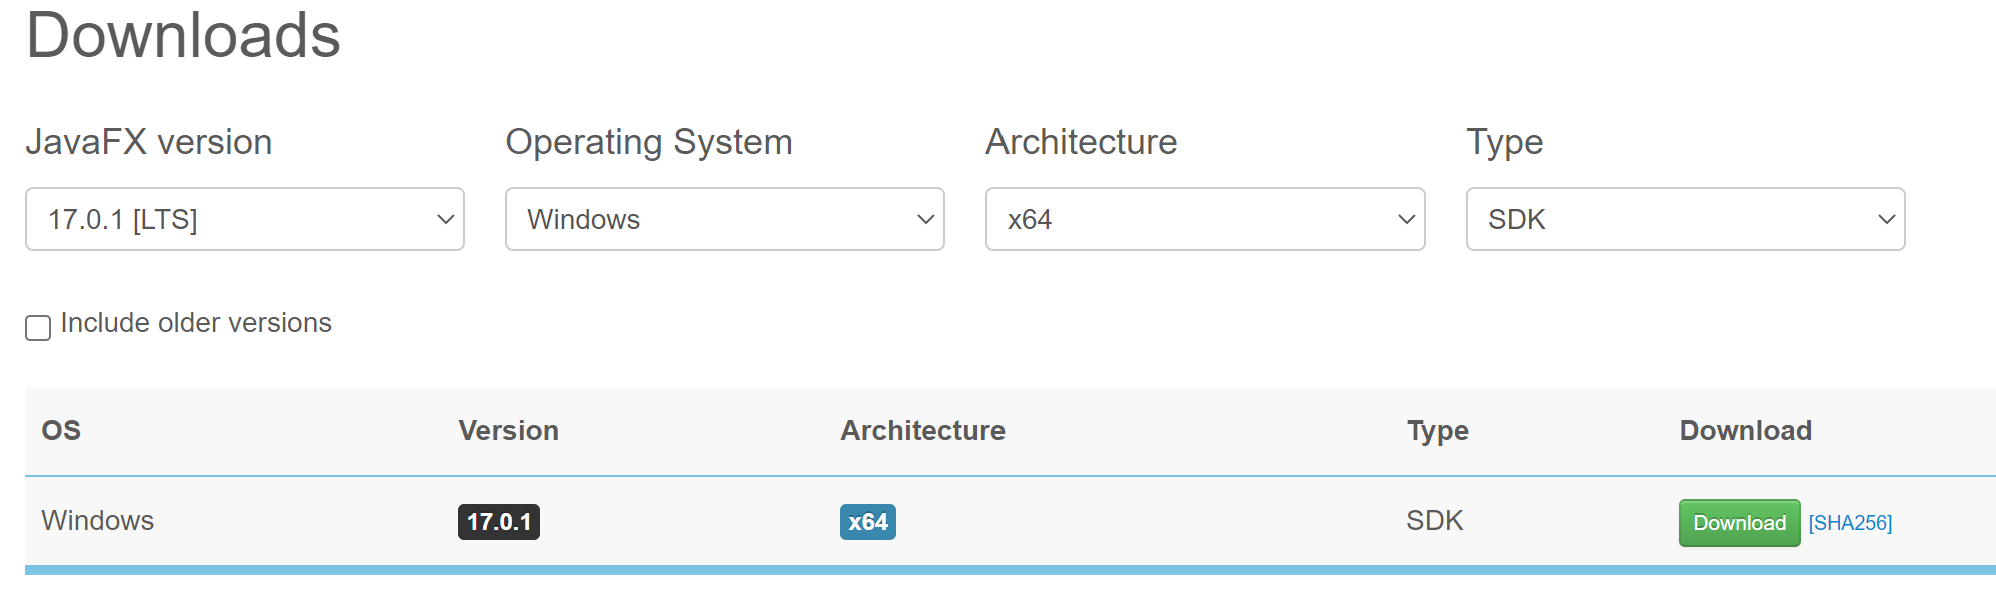 Downloads
JavaFX version Operating System Architecture Type
17.0.1 [LTS] Windows x64 SDK
Include older versions
OS Version Architecture Type Download
Windows 17.0.1 x64 SDK Download [SHA256]